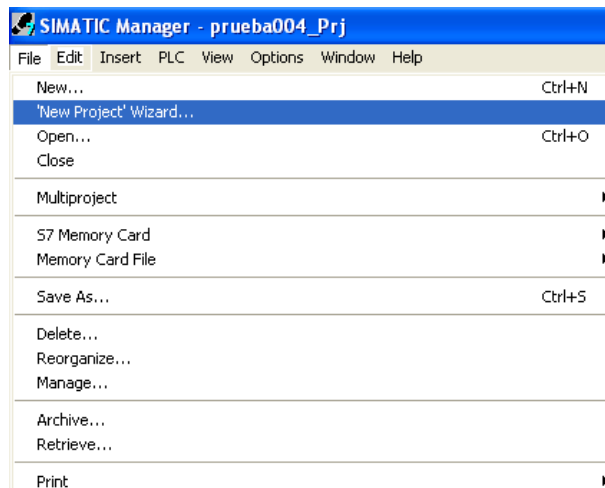 SIMATIC Manager - prueba004_Prj
File Edit Insert PLC View Options Window Help
New... Ctrl+N
'New Project' Wizard...
Open... Ctrl+O
Close
Multiproject
S7 Memory Card
Memory Card File
Save As... Ctrl+S
Delete...
Reorganize...
Manage...
Archive...
Retrieve...
Print